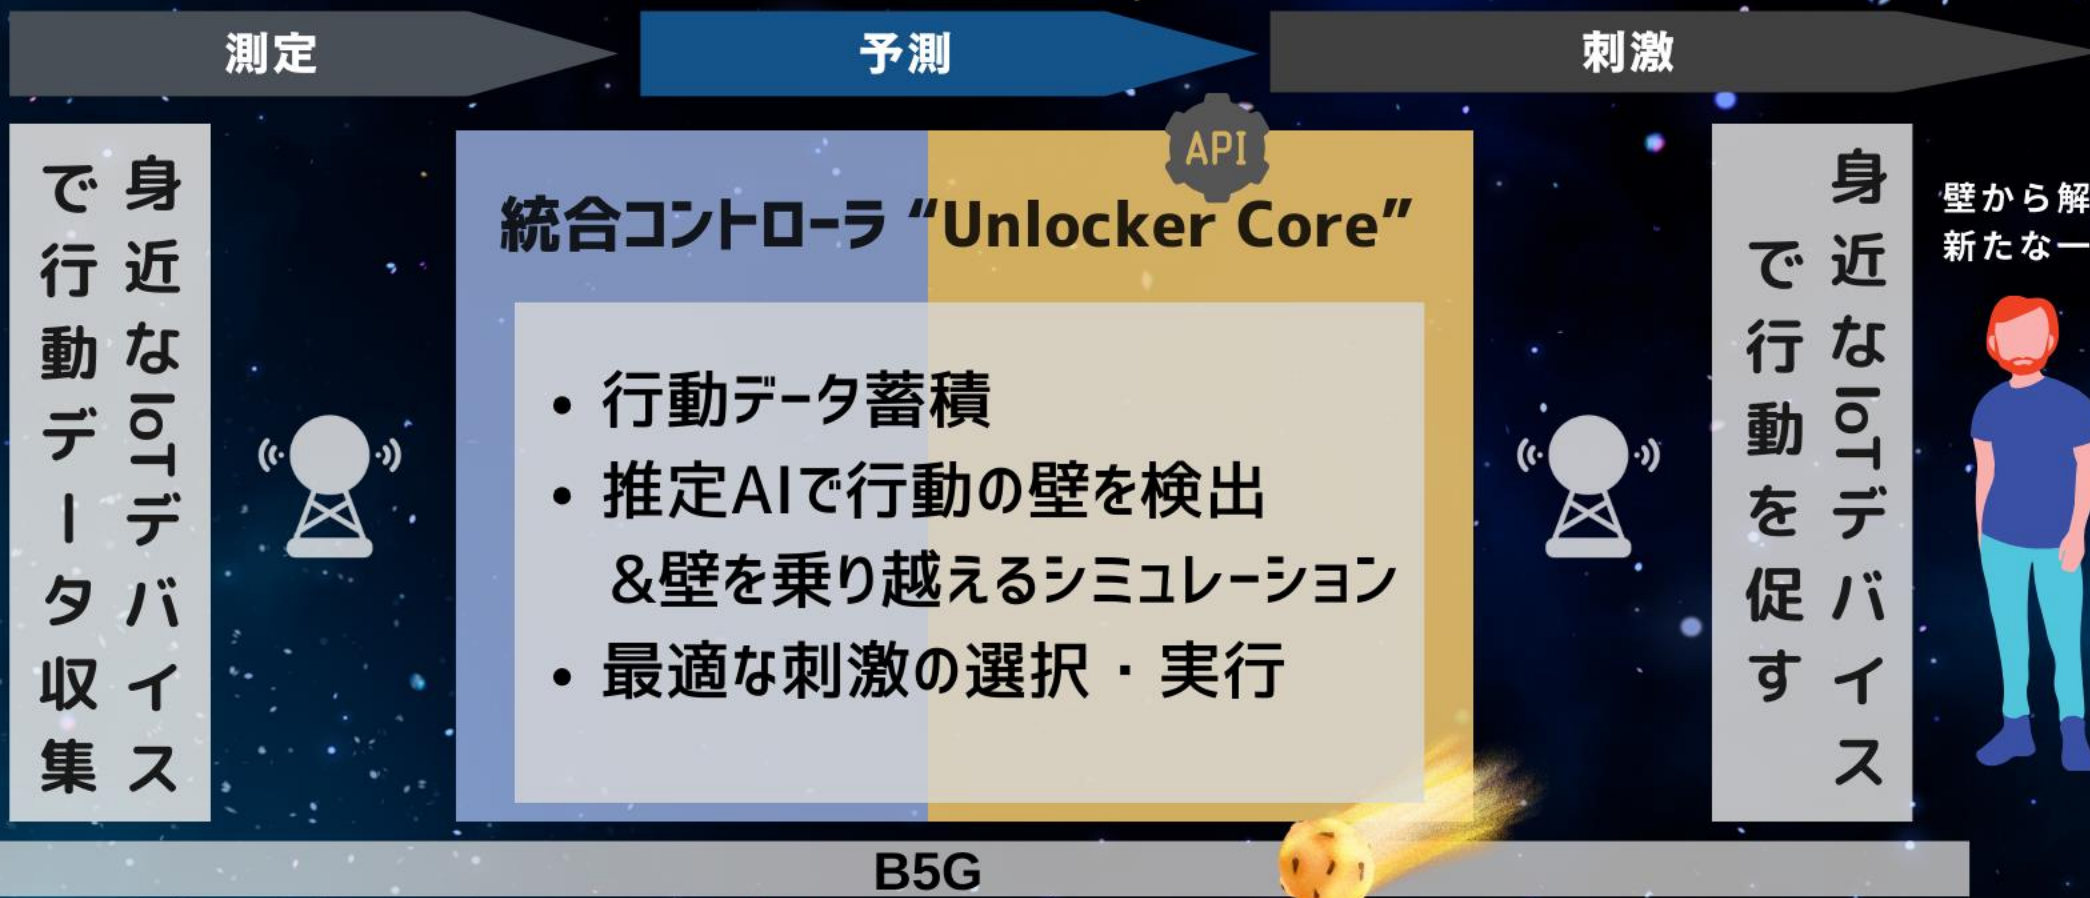 測定
予測
刺激
身近なIoTデバイス
で行動データ収集
API
統合コントローラ “Unlocker Core”
• 行動データ蓄積
• 推定AIで行動の壁を検出
&壁を乗り越えるシミュレーション
• 最適な刺激の選択・実行
身近なIoTデバイス
で行動を促す
壁から解
新たな一
B5G